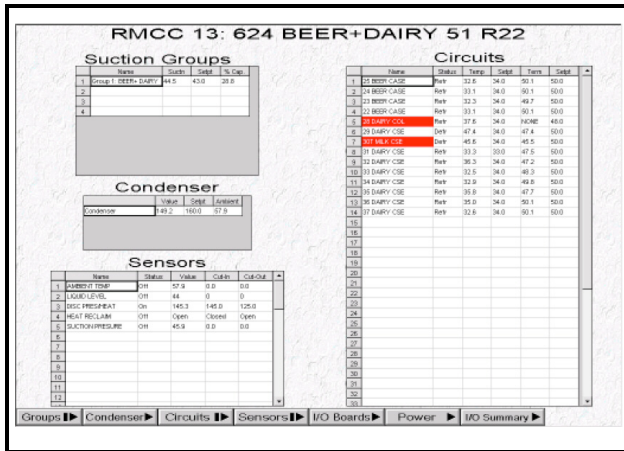 RMCC 13: 624 BEER+DAIRY 51 R22
Suction Groups
Name Suctn Setpt % Cap.
1 Group 1 BEER+ DAIRY 44.5 43.0 28.8
2
3
4
Condenser
Value Setpt Ambient
Condenser 149.2 160.0 57.9
Sensors
Name Status Value Cut-In Cut-Out
1 AMBIENT TEMP Off 57.9 0.0 0.0
2 LIQUID LEVEL Off 44 0 0
3 DISC PRES/HEAT On 145.3 145.0 125.0
4 HEAT RECLAIM Off Open Closed Open
5 SUCTION PRESURE Off 45.9 0.0 0.0
6
7
8
9
10
11
12
Circuits
Name Status Temp Setpt Term Setpt
1 25 BEER CASE Refr 32.6 34.0 50.1 50.0
2 24 BEER CASE Refr 33.1 34.0 50.1 50.0
3 23 BEER CASE Refr 32.3 34.0 49.7 50.0
4 22 BEER CASE Refr 33.1 34.0 50.1 50.0
5 28 DAIRY COL Refr 37.6 34.0 NONE 48.0
6 29 DAIRY CSE Defr 47.4 34.0 47.4 50.0
7 30T MILK CSE Defr 45.6 34.0 45.5 50.0
8 31 DAIRY CSE Refr 33.3 33.0 47.5 50.0
9 32 DAIRY CSE Refr 36.3 34.0 47.2 50.0
10 33 DAIRY CSE Refr 32.5 34.0 48.3 50.0
11 34 DAIRY CSE Refr 32.9 34.0 49.8 50.0
12 35 DAIRY CSE Refr 35.8 34.0 47.7 50.0
13 36 DAIRY CSE Refr 35.0 34.0 50.1 50.0
14 37 DAIRY CSE Refr 32.8 34.0 50.1 50.0
15
16
17
18
19
20
21
22
23
24
25
26
27
28
29
30
31
32
33
Groups Condenser Circuits Sensors I/O Boards Power I/O Summary